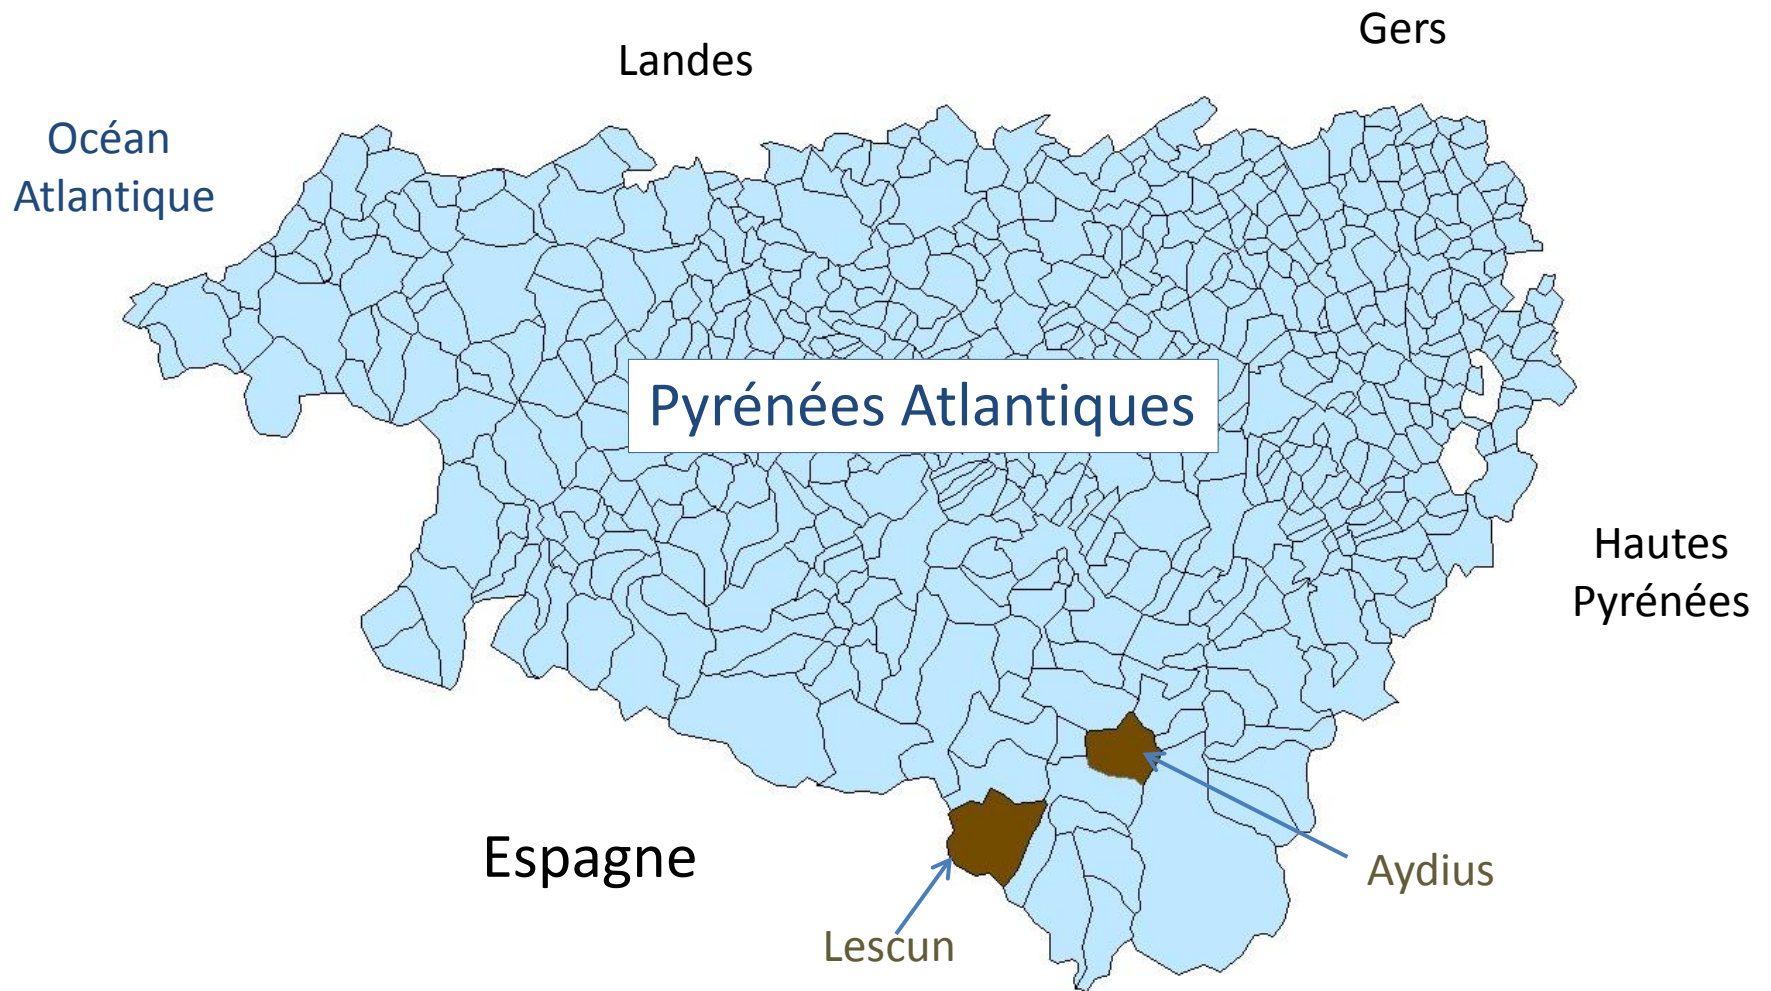 Gers
Landes
Océan
Atlantique
Pyrénées Atlantiques
Hautes
Pyrénées
Espagne
Aydius
Lescun